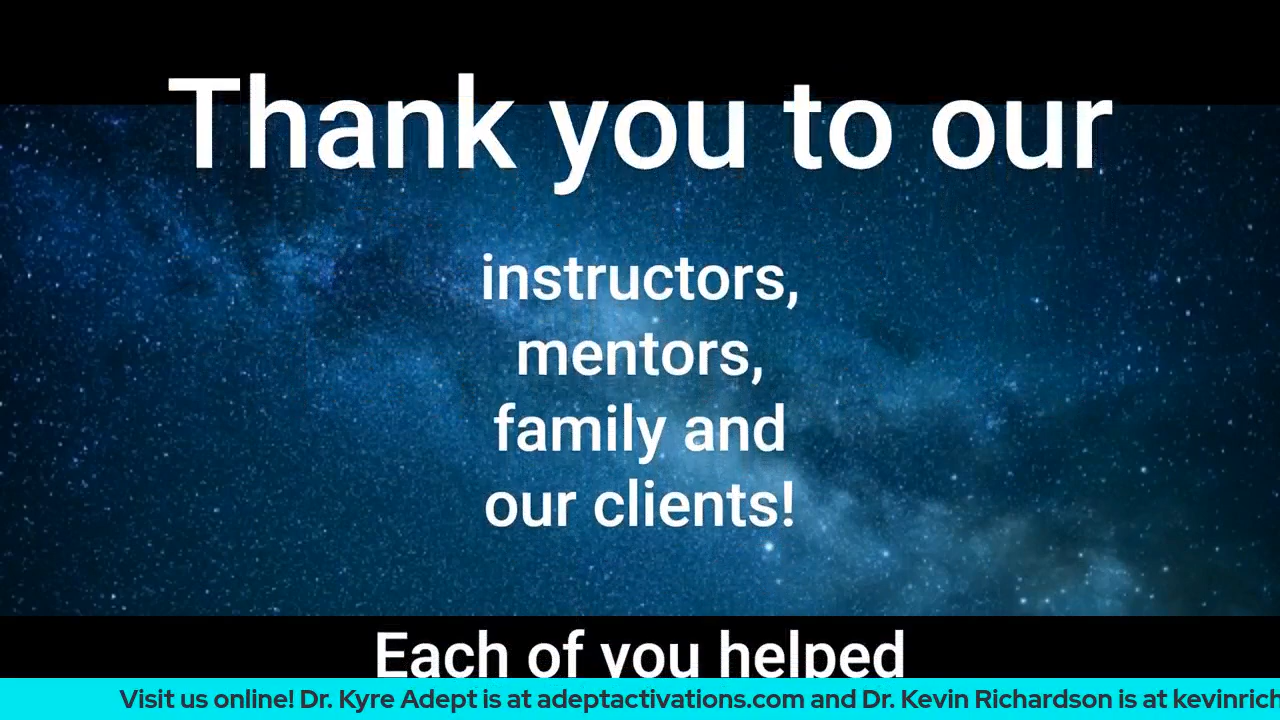 Thank you to our
instructors,
mentors,
family and
our clients!
Each of you helped
Visit us online! Dr. Kyre Adept is at adeptactivations.com and Dr. Kevin Richardson is at kevinrich